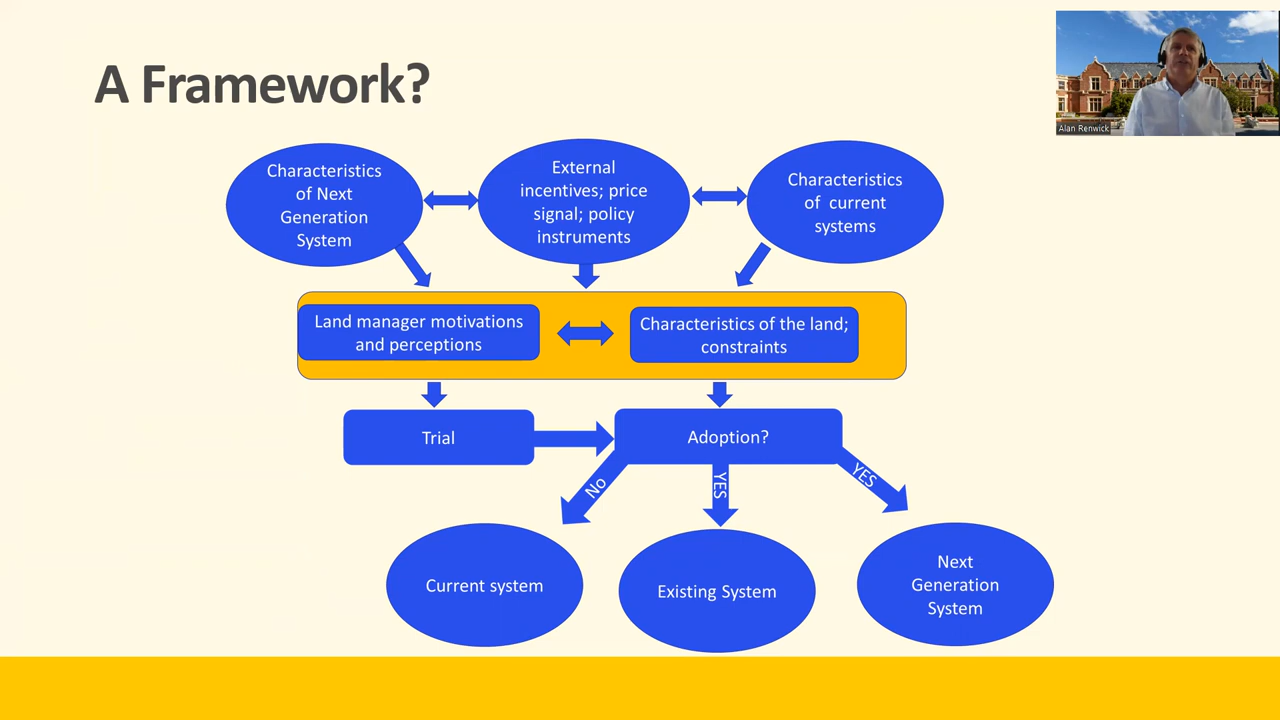 A Framework?
Alan Renwick
Characteristics
of Next
Generation
System
External
incentives; price
signal; policy
instruments
Characteristics
of current
systems
Land manager motivations
and perceptions
Characteristics of the land;
constraints
Trial
Adoption?
No
YES
YES
Current system
Existing System
Next
Generation
System